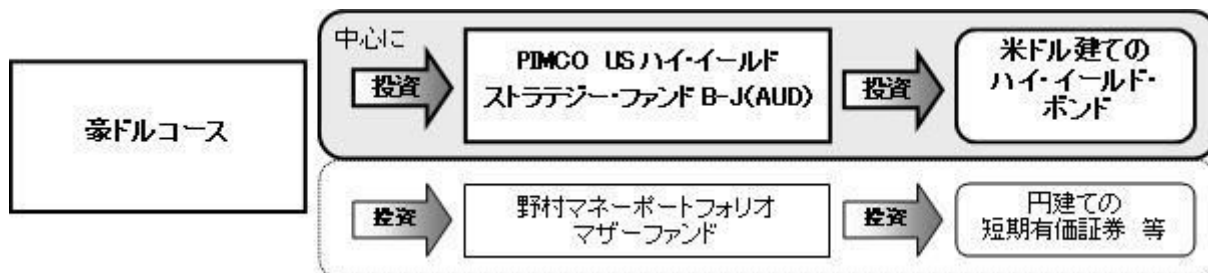 豪ドルコース
中心に
投資
PIMCO US ハイ・イールド
ストラテジー・ファンド B-J(AUD)
投資
米ドル建ての
ハイ・イールド・
ボンド
投資
野村マネーポートフォリオ
マザーファンド
投資
円建ての
短期有価証券 等